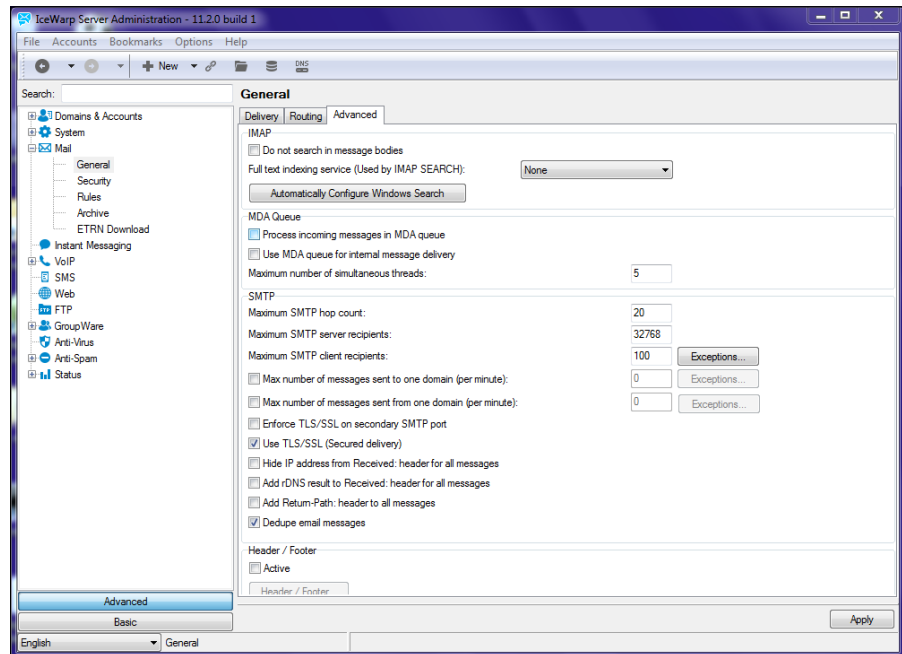 IceWarp Server Administration - 11.2.0 build 1
File Accounts Bookmarks Options Help
New DNS
Search:
Domains & Accounts
System
Mail
General
Security
Rules
Archive
ETRN Download
Instant Messaging
VoIP
SMS
Web
FTP
GroupWare
Anti-Virus
Anti-Spam
Status
Advanced
Basic
English General
General
Delivery Routing Advanced
IMAP
Do not search in message bodies
Full text indexing service (Used by IMAP SEARCH): None
Automatically Configure Windows Search
MDA Queue
Process incoming messages in MDA queue
Use MDA queue for internal message delivery
Maximum number of simultaneous threads: 5
SMTP
Maximum SMTP hop count: 20
Maximum SMTP server recipients: 32768
Maximum SMTP client recipients: 100 Exceptions...
Max number of messages sent to one domain (per minute): 0 Exceptions...
Max number of messages sent from one domain (per minute): 0 Exceptions...
Enforce TLS/SSL on secondary SMTP port
Use TLS/SSL (Secured delivery)
Hide IP address from Received: header for all messages
Add rDNS result to Received: header for all messages
Add Return-Path: header to all messages
Dedupe email messages
Header / Footer
Active
Header / Footer
Apply